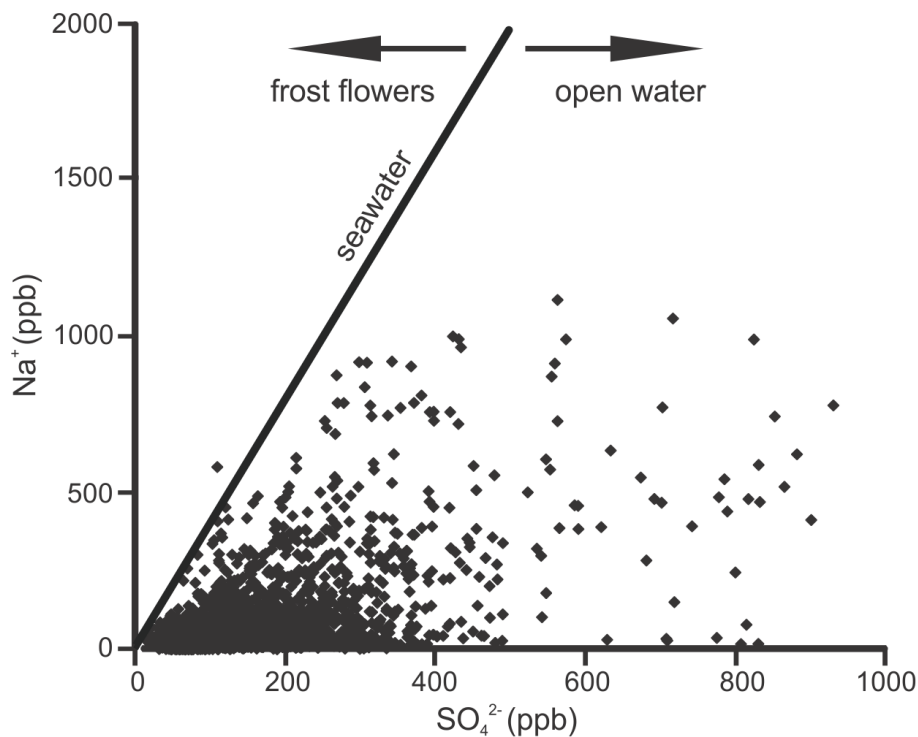 2000
frost flowers
open water
1500
seawater
Na⁺ (ppb)
1000
500
0
0 200 400 600 800 1000
SO₄²⁻ (ppb)